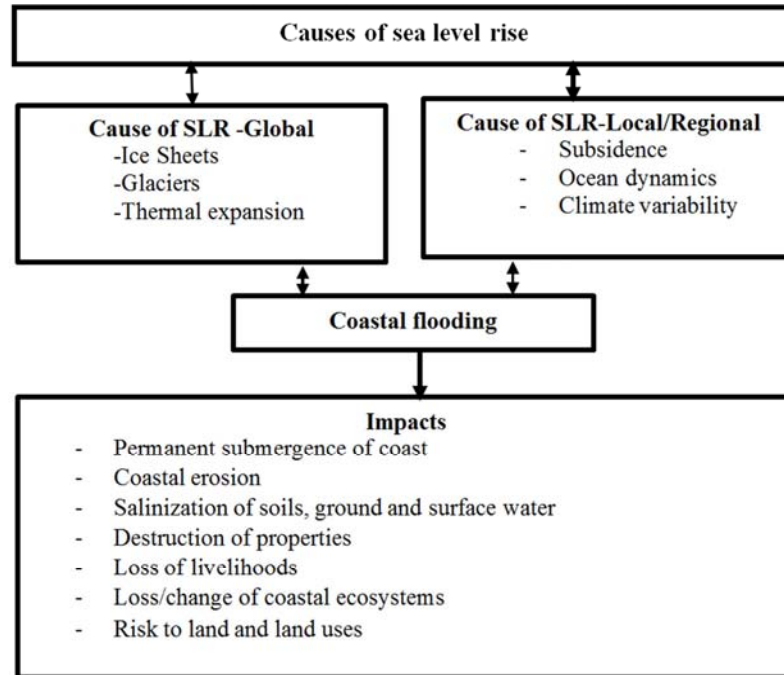 Causes of sea level rise
Cause of SLR -Global
-Ice Sheets
-Glaciers
-Thermal expansion
Cause of SLR-Local/Regional
- Subsidence
- Ocean dynamics
- Climate variability
Coastal flooding
Impacts
- Permanent submergence of coast
- Coastal erosion
- Salinization of soils, ground and surface water
- Destruction of properties
- Loss of livelihoods
- Loss/change of coastal ecosystems
- Risk to land and land uses